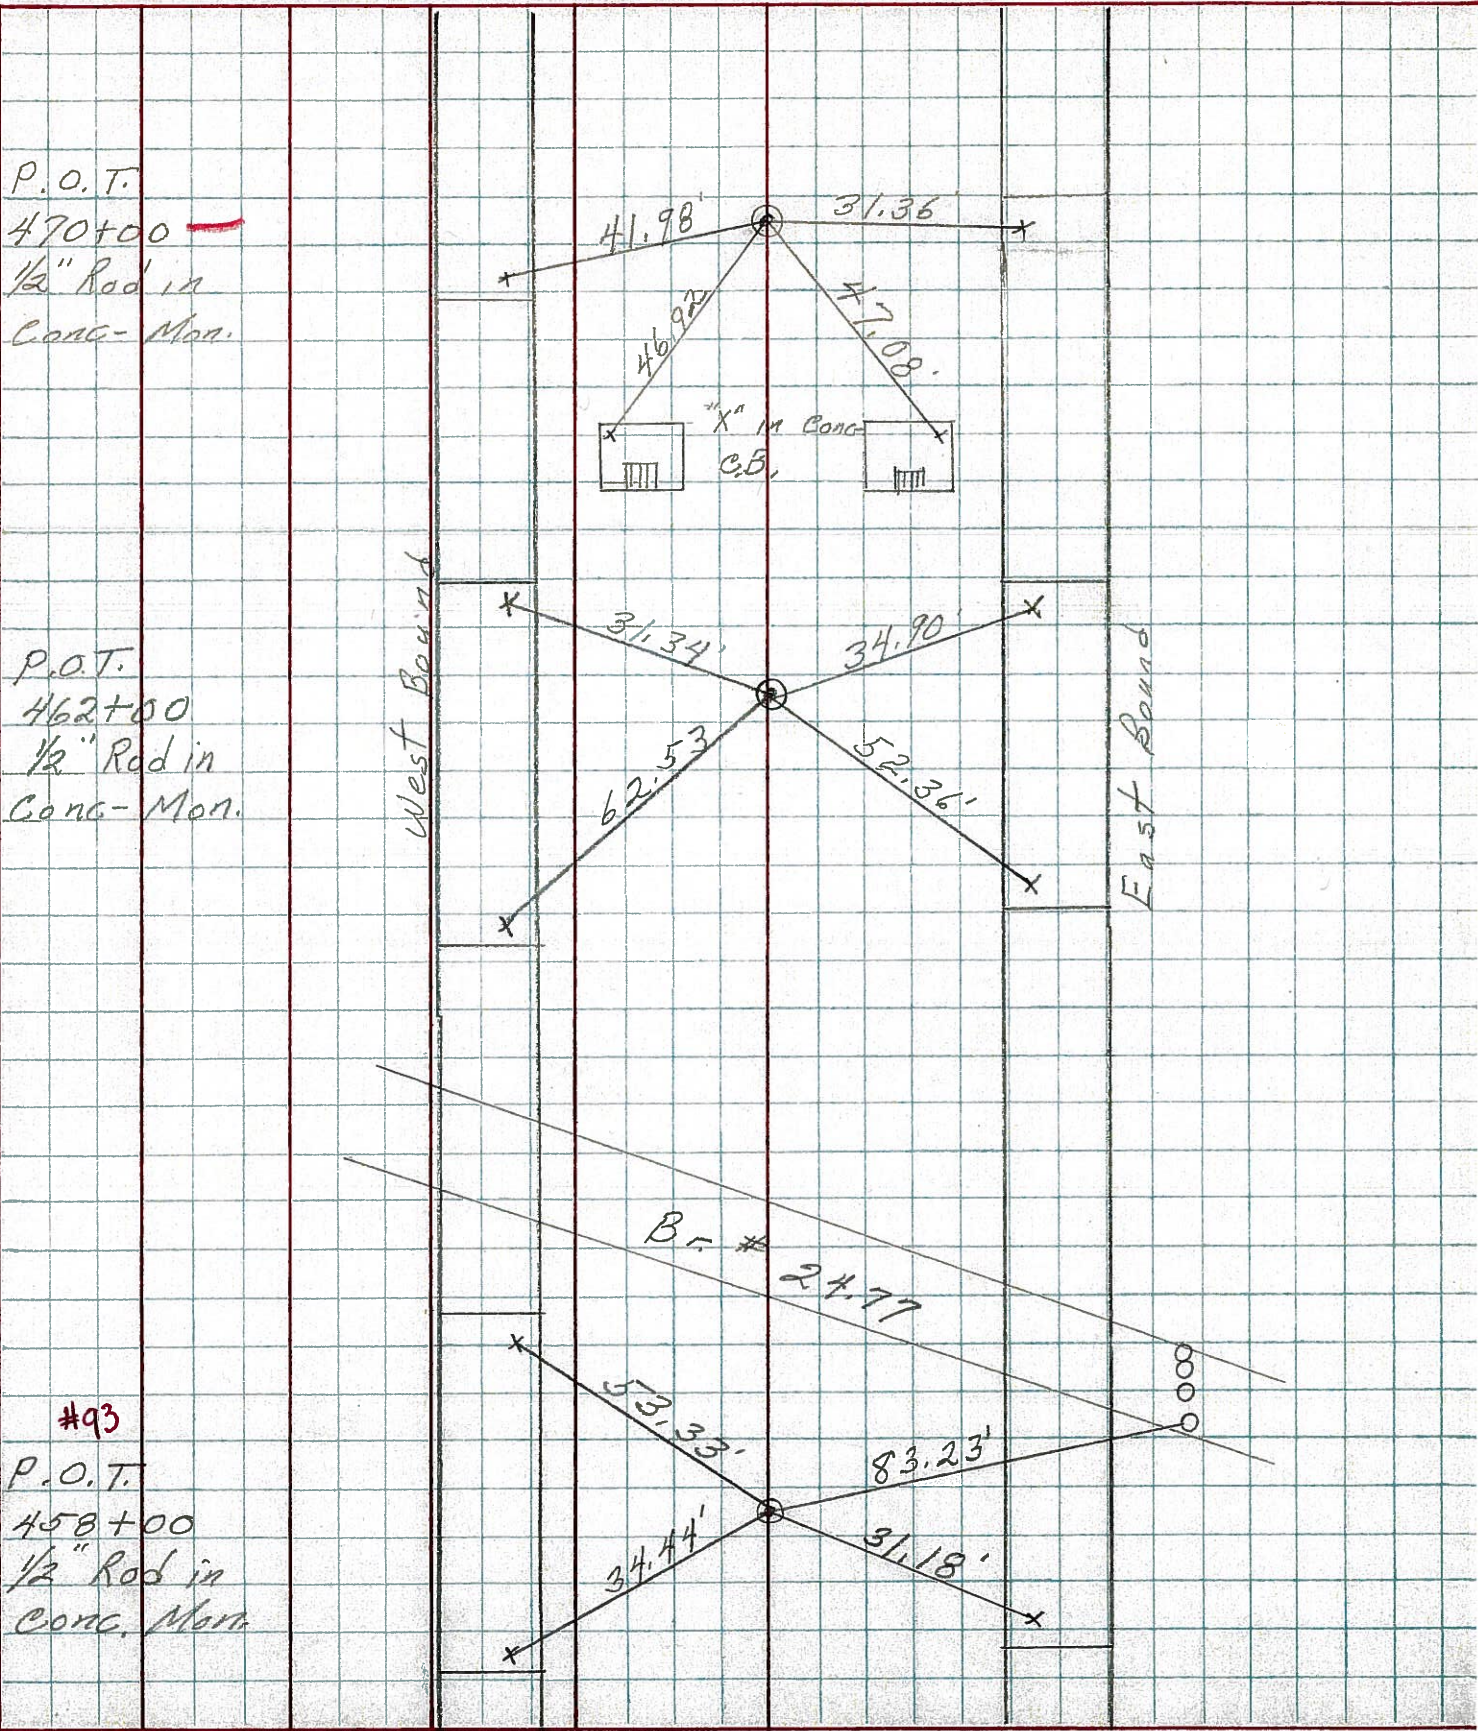 P.O.T.
470+00
1/2" Rod in
Conc- Mon.
41.98'
31.36'
46.92
47.08'
"X" in Conc
C.B.
West Bound
East Bound
P.O.T.
462+00
1/2" Rod in
Conc- Mon.
31.34'
34.90'
62.53
52.36'
Br #
24.77
#93
P.O.T.
458+00
1/2" Rod in
Conc. Mon.
53.33'
83.23'
34.44'
31.18'